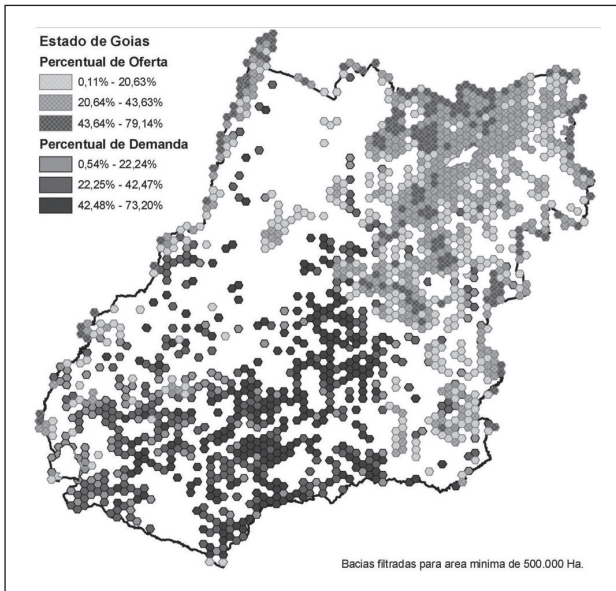 Estado de Goias
Percentual de Oferta
0,11% - 20,63%
20,64% - 43,63%
43,64% - 79,14%
Percentual de Demanda
0,54% - 22,24%
22,25% - 42,47%
42,48% - 73,20%
Bacias filtradas para area minima de 500.000 Ha.